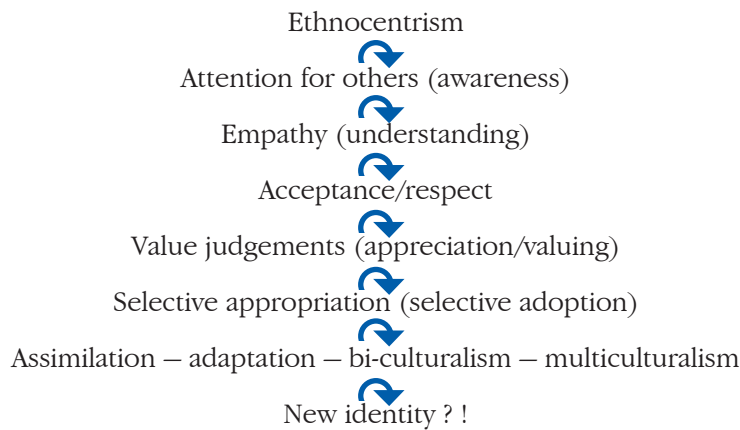 Ethnocentrism
Attention for others (awareness)
Empathy (understanding)
Acceptance/respect
Value judgements (appreciation/valuing)
Selective appropriation (selective adoption)
Assimilation – adaptation – bi-culturalism – multiculturalism
New identity ? !